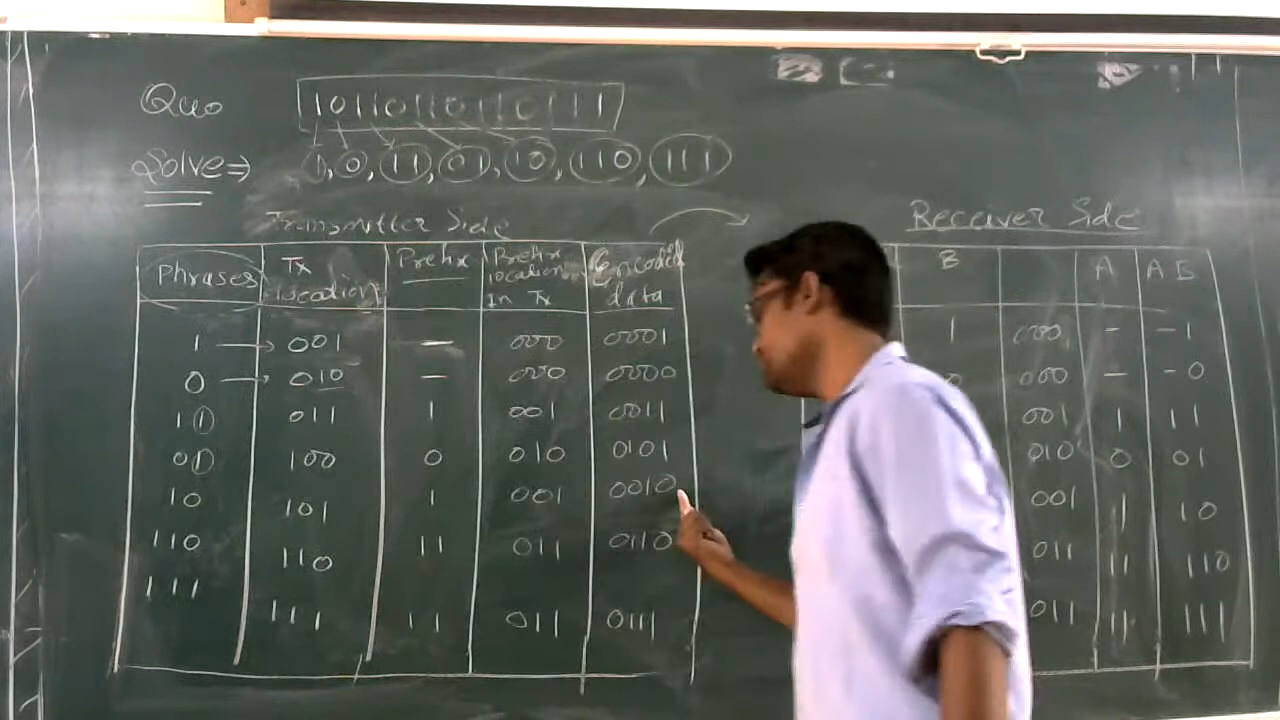 Quo 10110110110111
Solve⇒ 1, 0, 11, 01, 10, 110, 111
Transmitter Side
Receiver Side
Phrases Tx location Prefix Prefix location In Tx Encoded data
1 → 001 — 000 0001
0 → 010 — 000 0000
11 011 1 001 0011
01 100 0 010 0101
10 101 1 001 0010
110 110 11 011 0110
111 111 11 011 0111
B A AB
1 000 - -1
000 - -0
001 1 11
010 0 01
001 1 10
011 11 110
011 11 111